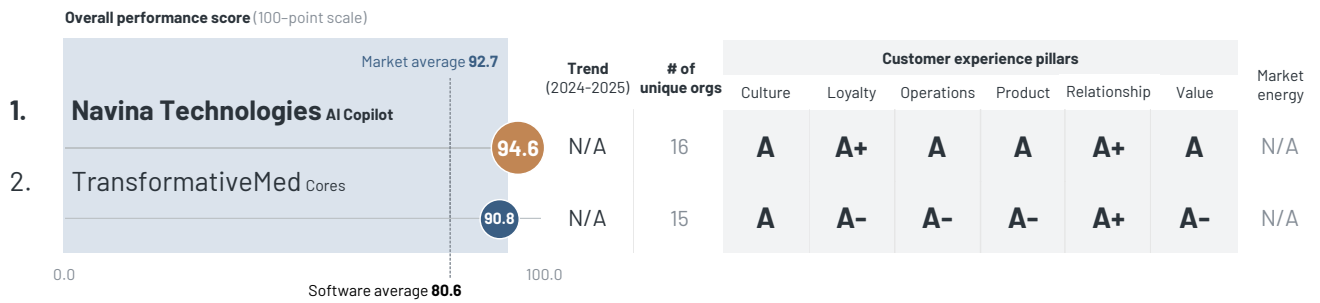 Overall performance score (100-point scale)
Market average 92.7
Trend
(2024-2025)
# of
unique orgs
Customer experience pillars
Culture Loyalty Operations Product Relationship Value
Market
energy
1. Navina Technologies AI Copilot
94.6 N/A 16 A A+ A A A+ A N/A
2. TransformativeMed Cores
90.8 N/A 15 A A- A- A- A+ A- N/A
0.0 100.0
Software average 80.6